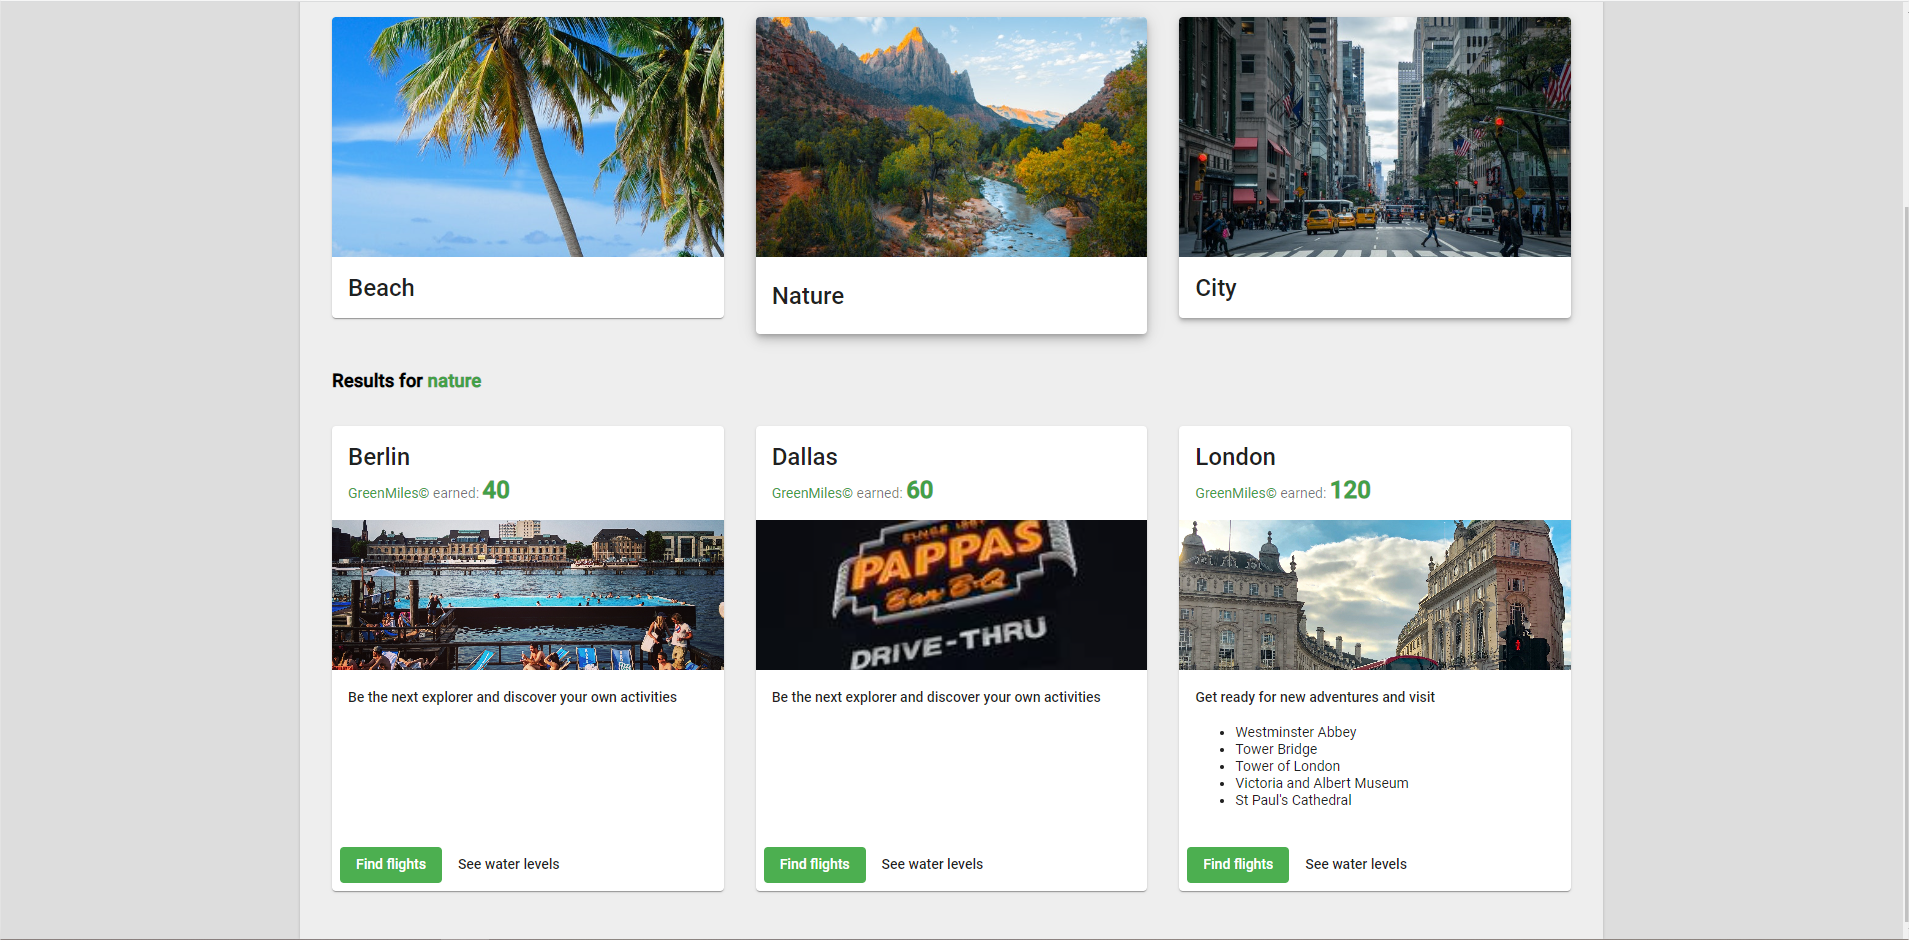 Beach
Nature
City
Results for nature
Berlin
GreenMiles© earned: 40
Dallas
GreenMiles© earned: 60
London
GreenMiles© earned: 120
PAPPAS
Bar B-Q
DRIVE-THRU
Be the next explorer and discover your own activities
Be the next explorer and discover your own activities
Get ready for new adventures and visit
Westminster Abbey
Tower Bridge
Tower of London
Victoria and Albert Museum
St Paul's Cathedral
Find flights
See water levels
Find flights
See water levels
Find flights
See water levels